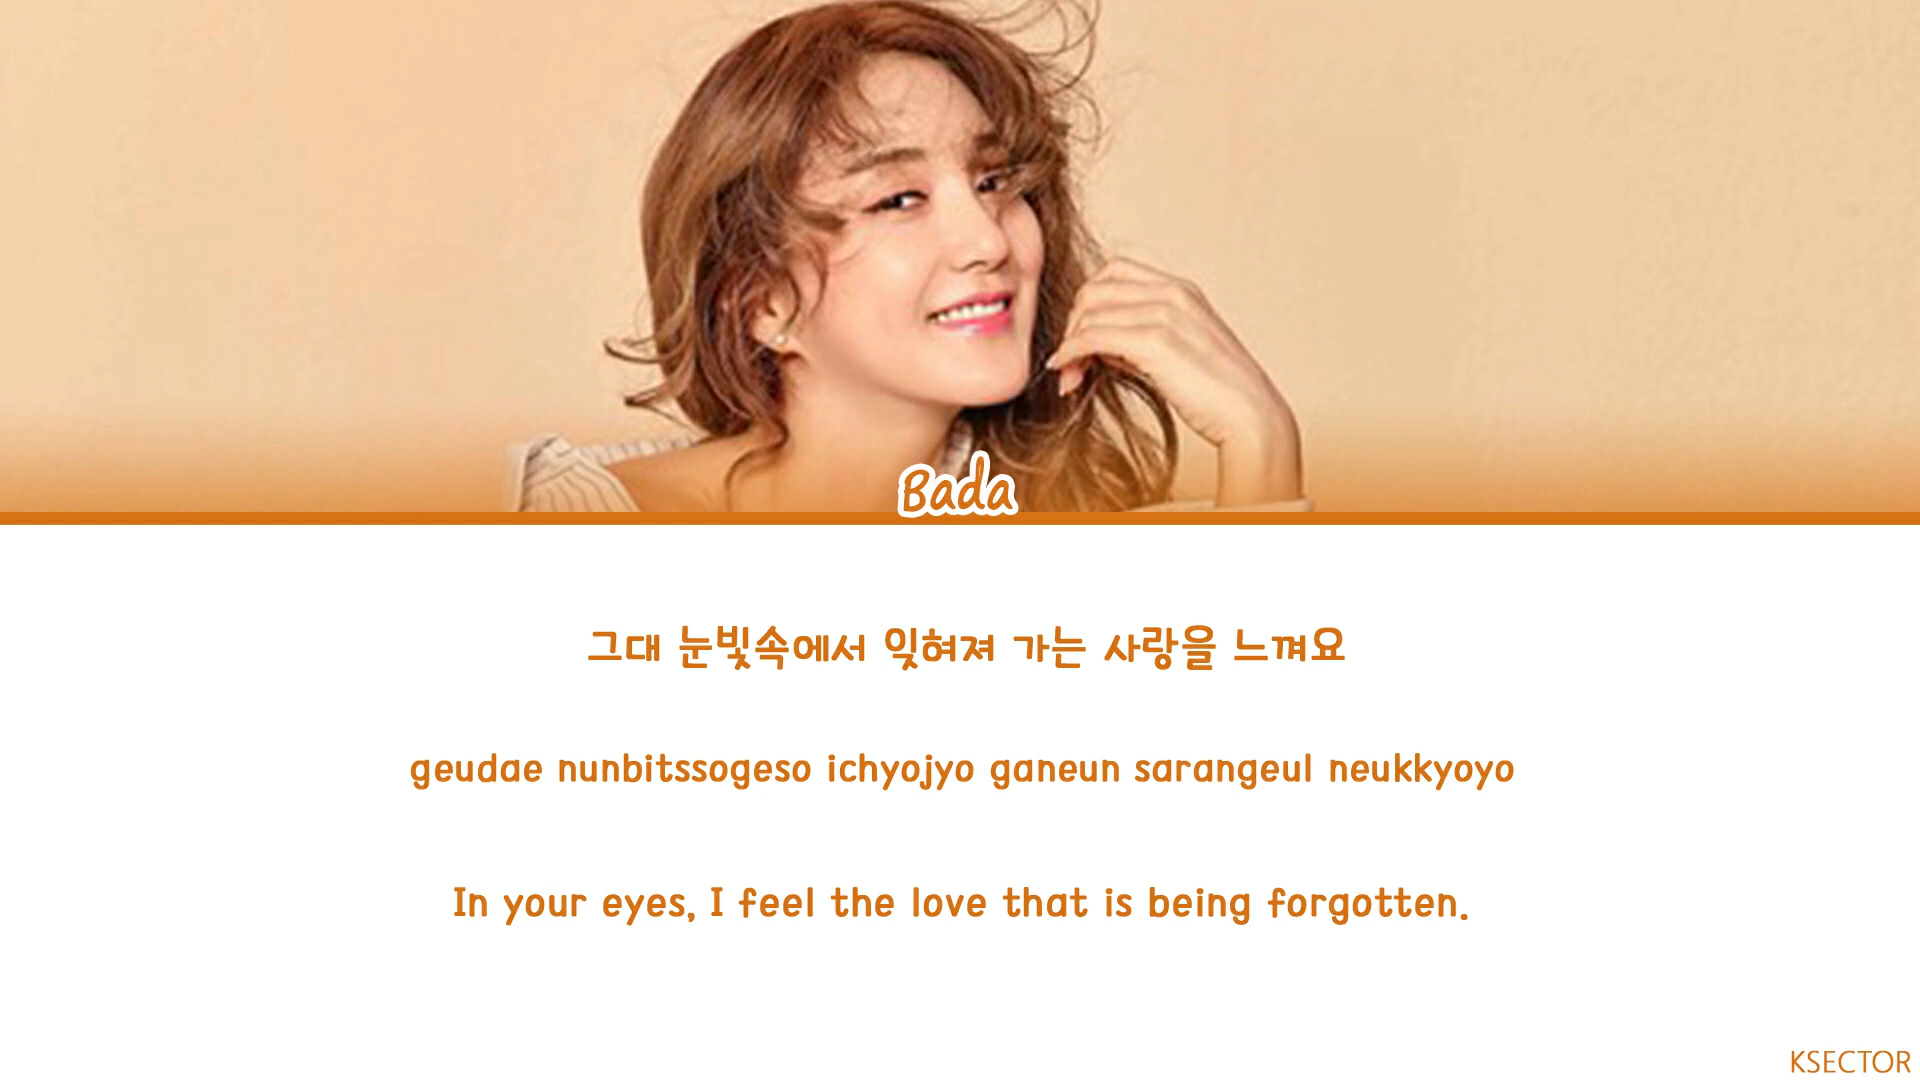 Bada
그대 눈빛속에서 잊혀져 가는 사랑을 느껴요
geudae nunbitssogeso ichyojyo ganeun sarangeul neukkyoyo
In your eyes, I feel the love that is being forgotten.
KSECTOR